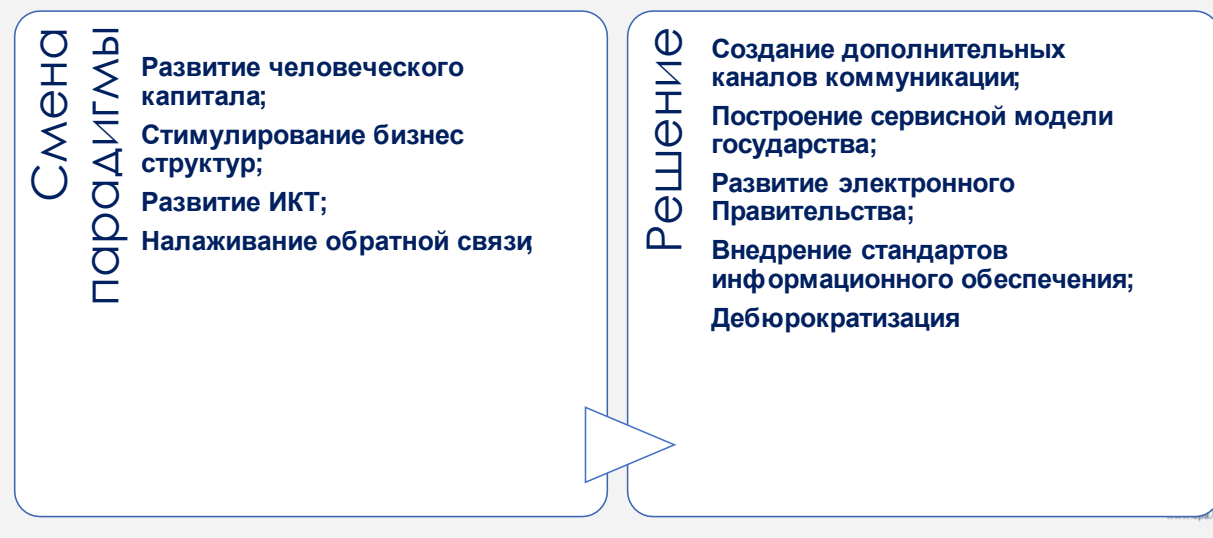 Смена
парадигмы
Развитие человеческого
капитала;
Стимулирование бизнес
структур;
Развитие ИКТ;
Налаживание обратной связи;
Решение
Создание дополнительных
каналов коммуникации;
Построение сервисной модели
государства;
Развитие электронного
Правительства;
Внедрение стандартов
информационного обеспечения;
Дебюрократизация